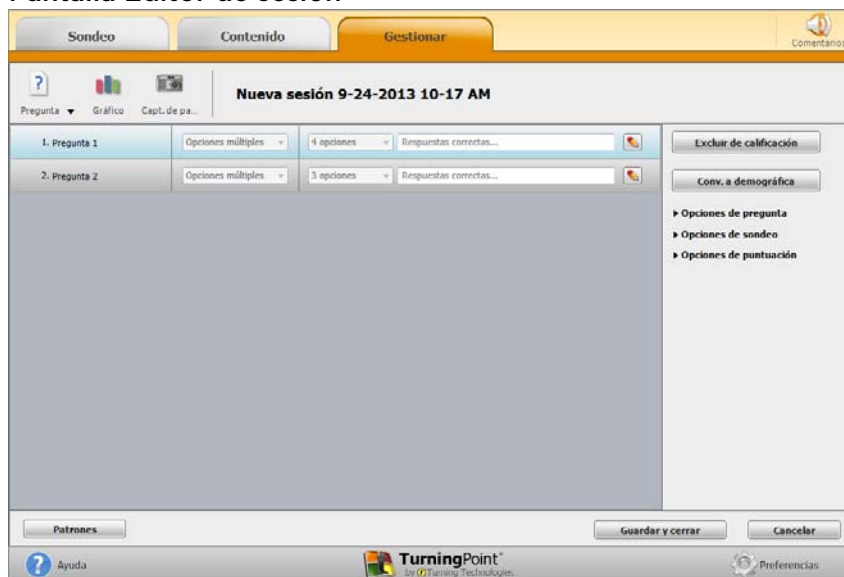 Pantalla Editor de sesión
Sondeo Contenido Gestionar
Comentarios
Pregunta Gráfico Capt. de pa...
Nueva sesión 9-24-2013 10-17 AM
1. Pregunta 1 Opciones múltiples 4 opciones Respuestas correctas...
Excluir de calificación
2. Pregunta 2 Opciones múltiples 3 opciones Respuestas correctas...
Conv. a demográfica
Opciones de pregunta
Opciones de sondeo
Opciones de puntuación
Patrones Guardar y cerrar Cancelar
Ayuda TurningPoint Preferencias
by Turning Technologies